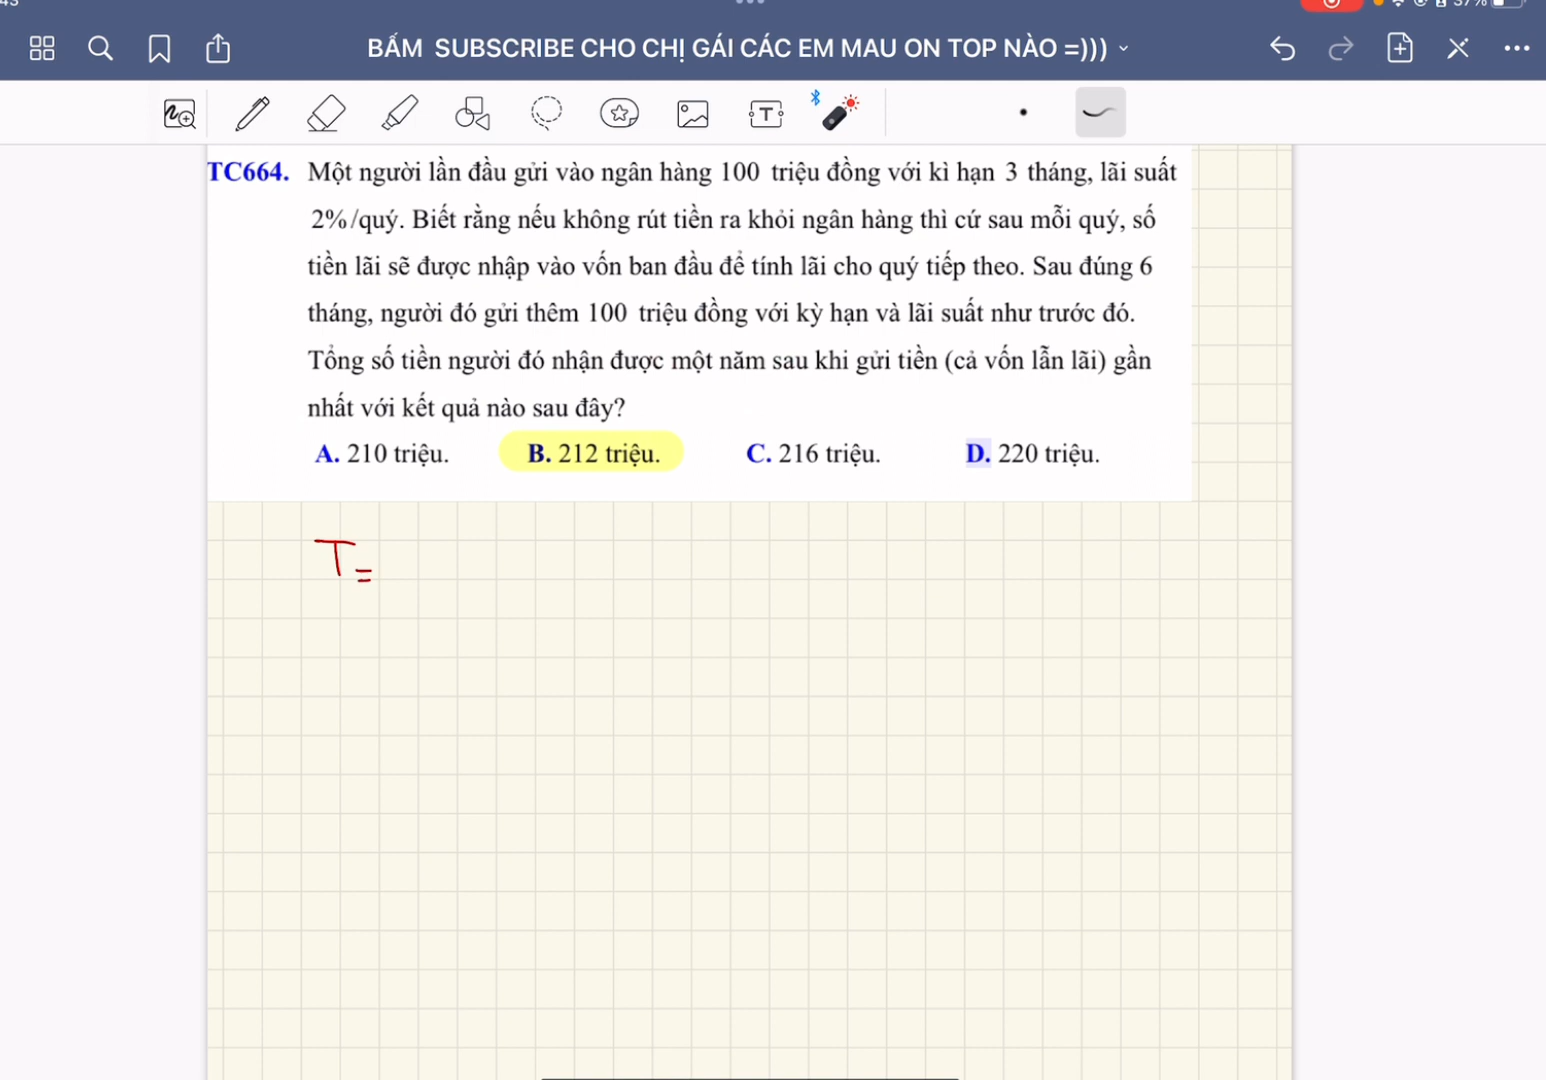 BẤM SUBSCRIBE CHO CHỊ GÁI CÁC EM MAU ON TOP NÀO =)))
TC664. Một người lần đầu gửi vào ngân hàng 100 triệu đồng với kì hạn 3 tháng, lãi suất
2%/quý. Biết rằng nếu không rút tiền ra khỏi ngân hàng thì cứ sau mỗi quý, số
tiền lãi sẽ được nhập vào vốn ban đầu để tính lãi cho quý tiếp theo. Sau đúng 6
tháng, người đó gửi thêm 100 triệu đồng với kỳ hạn và lãi suất như trước đó.
Tổng số tiền người đó nhận được một năm sau khi gửi tiền (cả vốn lẫn lãi) gần
nhất với kết quả nào sau đây?
A. 210 triệu. B. 212 triệu. C. 216 triệu. D. 220 triệu.
T =